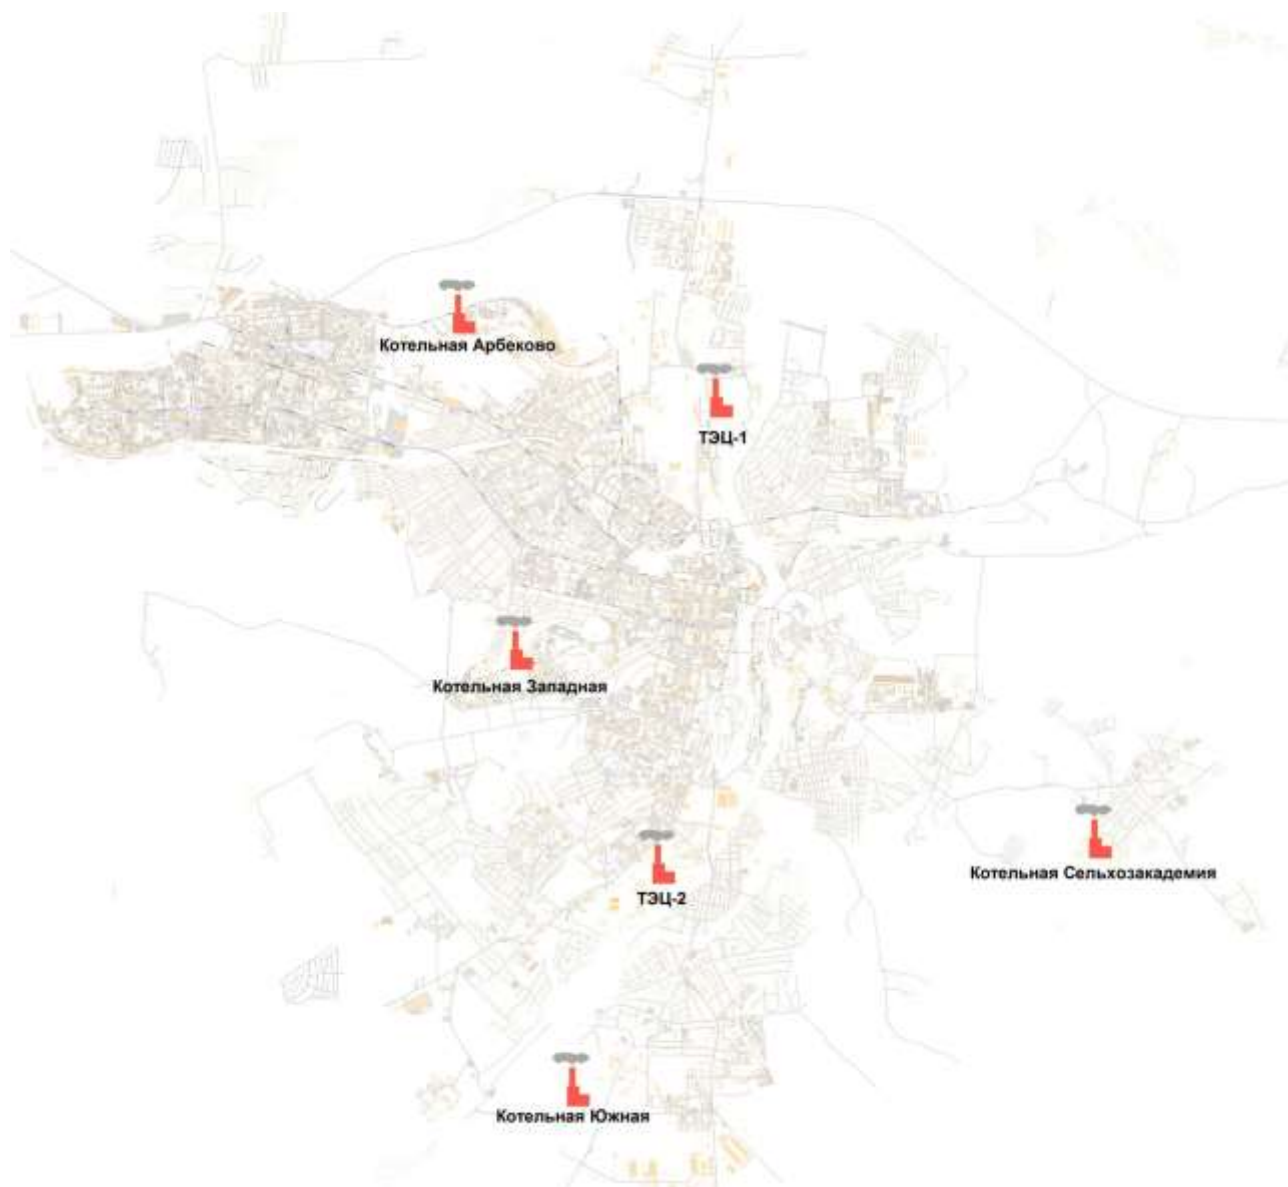 Котельная Арбеково
ТЭЦ-1
Котельная Западная
Котельная Сельхозакадемия
ТЭЦ-2
Котельная Южная